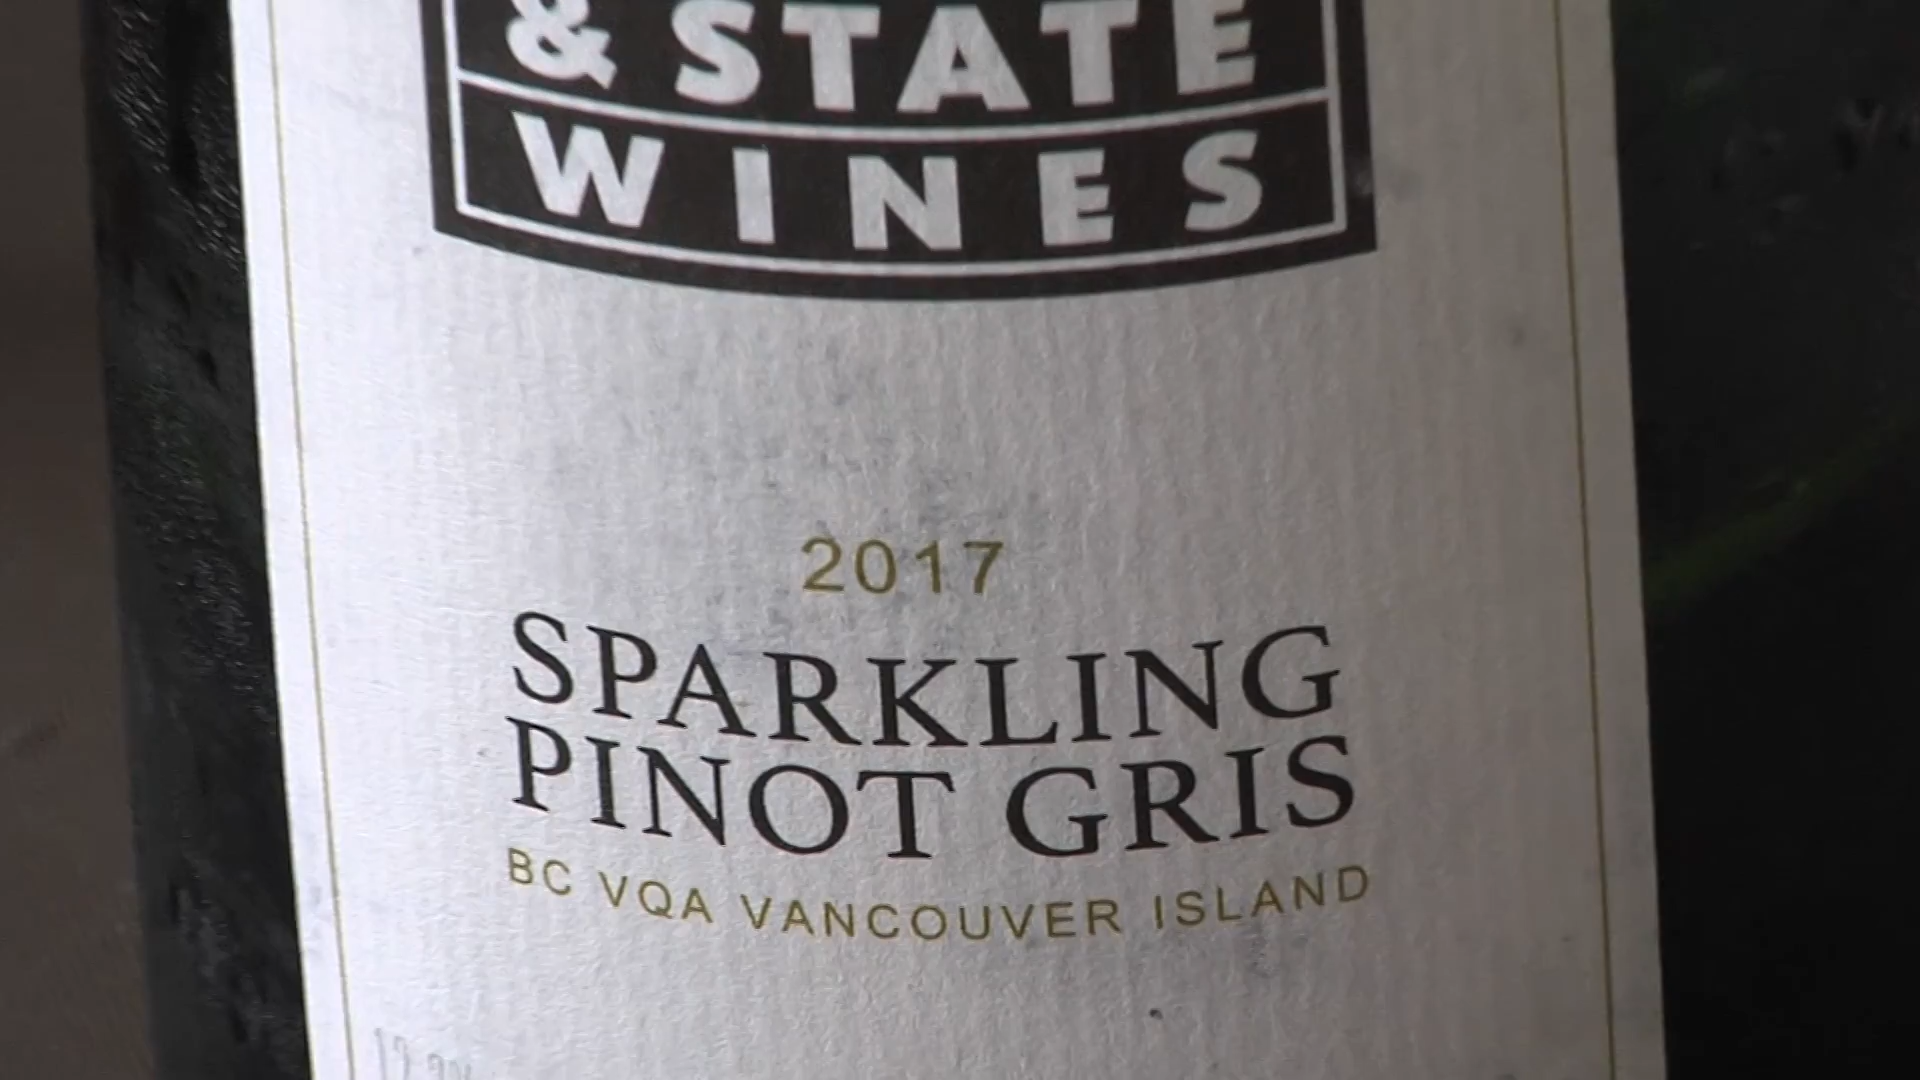 & STATE
WINES
2017
SPARKLING
PINOT GRIS
BC VQA VANCOUVER ISLAND